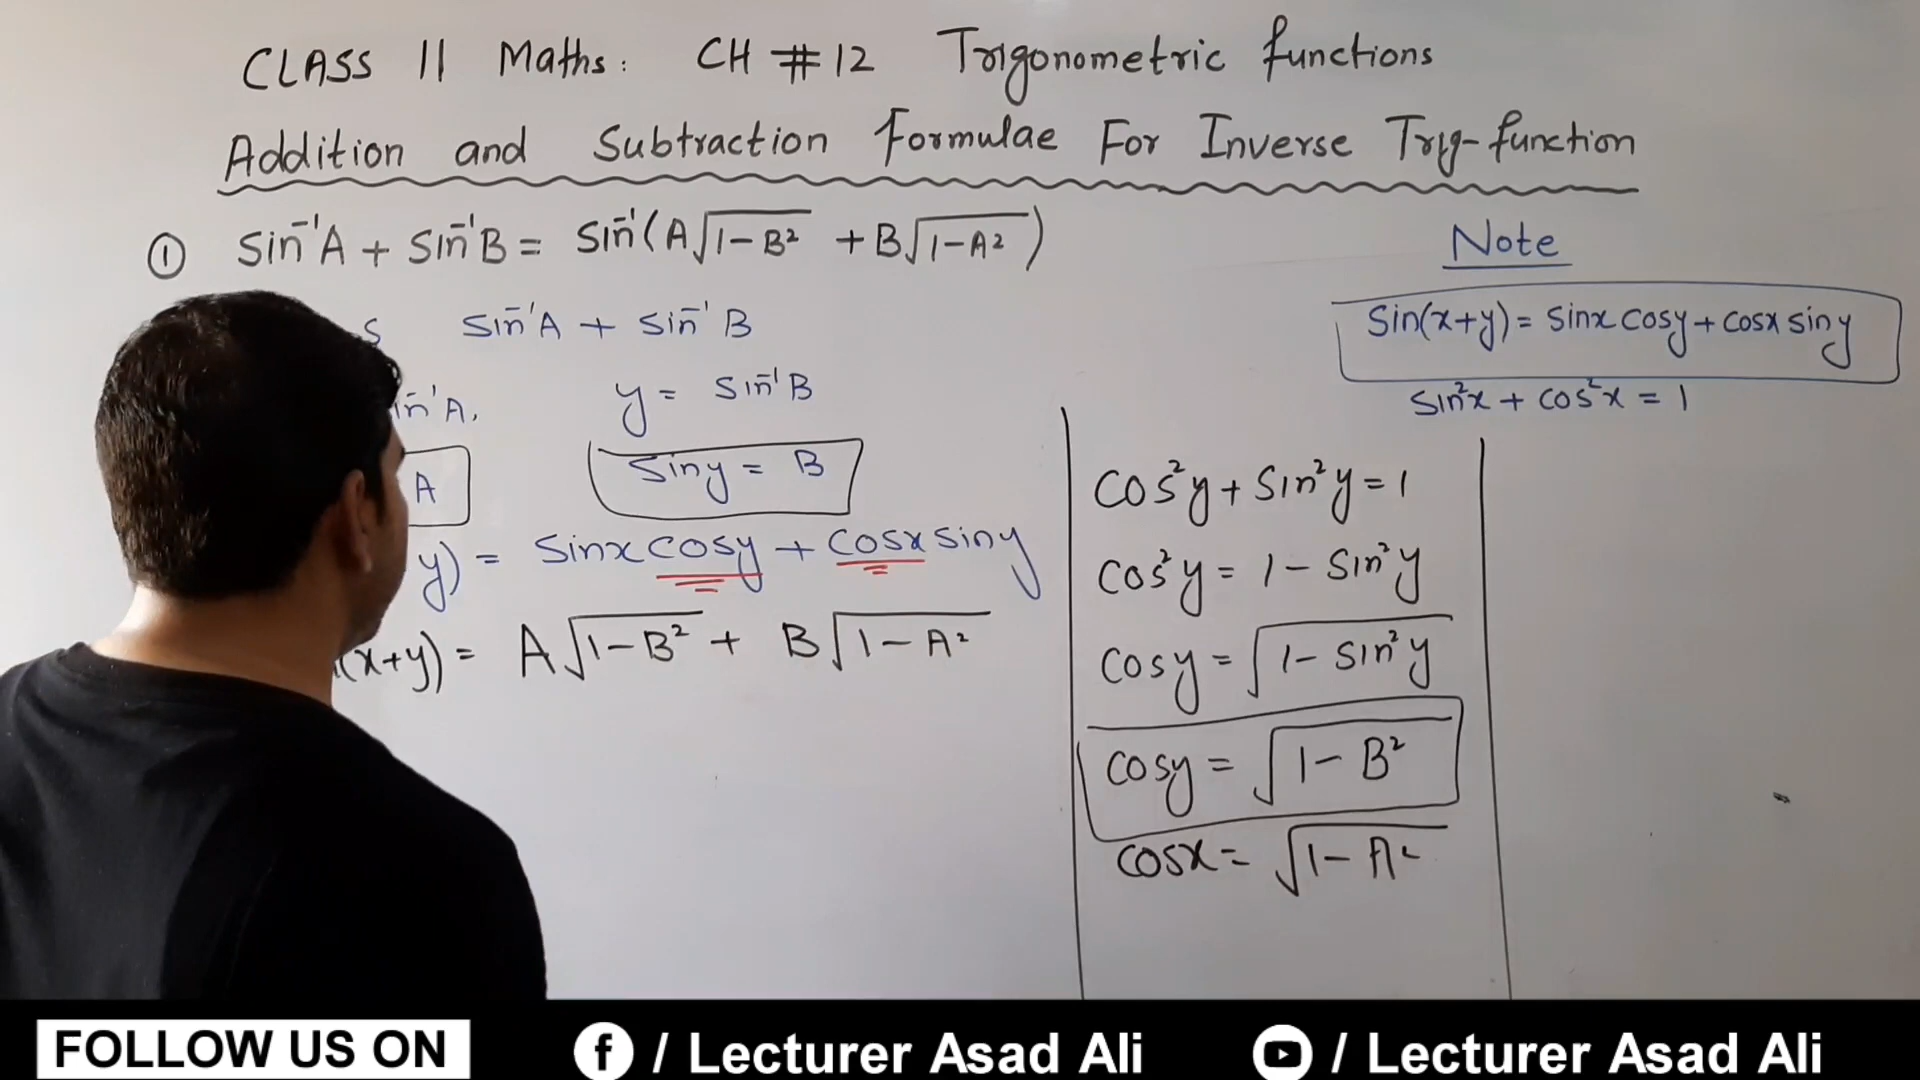 CLASS 11 Maths: CH #12 Trigonometric functions
Addition and Subtraction Formulae For Inverse Trig-function
① Sin⁻¹A + Sin⁻¹B = Sin⁻¹(A√(1-B²) + B√(1-A²))
Note
S Sin⁻¹A + Sin⁻¹B
Sin(x+y) = Sinx Cosy + Cosx Siny
Sin²x + Cos²x = 1
in⁻¹A, y = Sin⁻¹B
A Siny = B
y) = Sinx Cosy + Cosx Siny
(x+y) = A√(1-B²) + B√(1-A²)
Cos²y + Sin²y = 1
Cos²y = 1 - Sin²y
Cosy = √(1-Sin²y)
Cosy = √(1-B²)
Cosx = √(1-A²)
FOLLOW US ON f / Lecturer Asad Ali / Lecturer Asad Ali